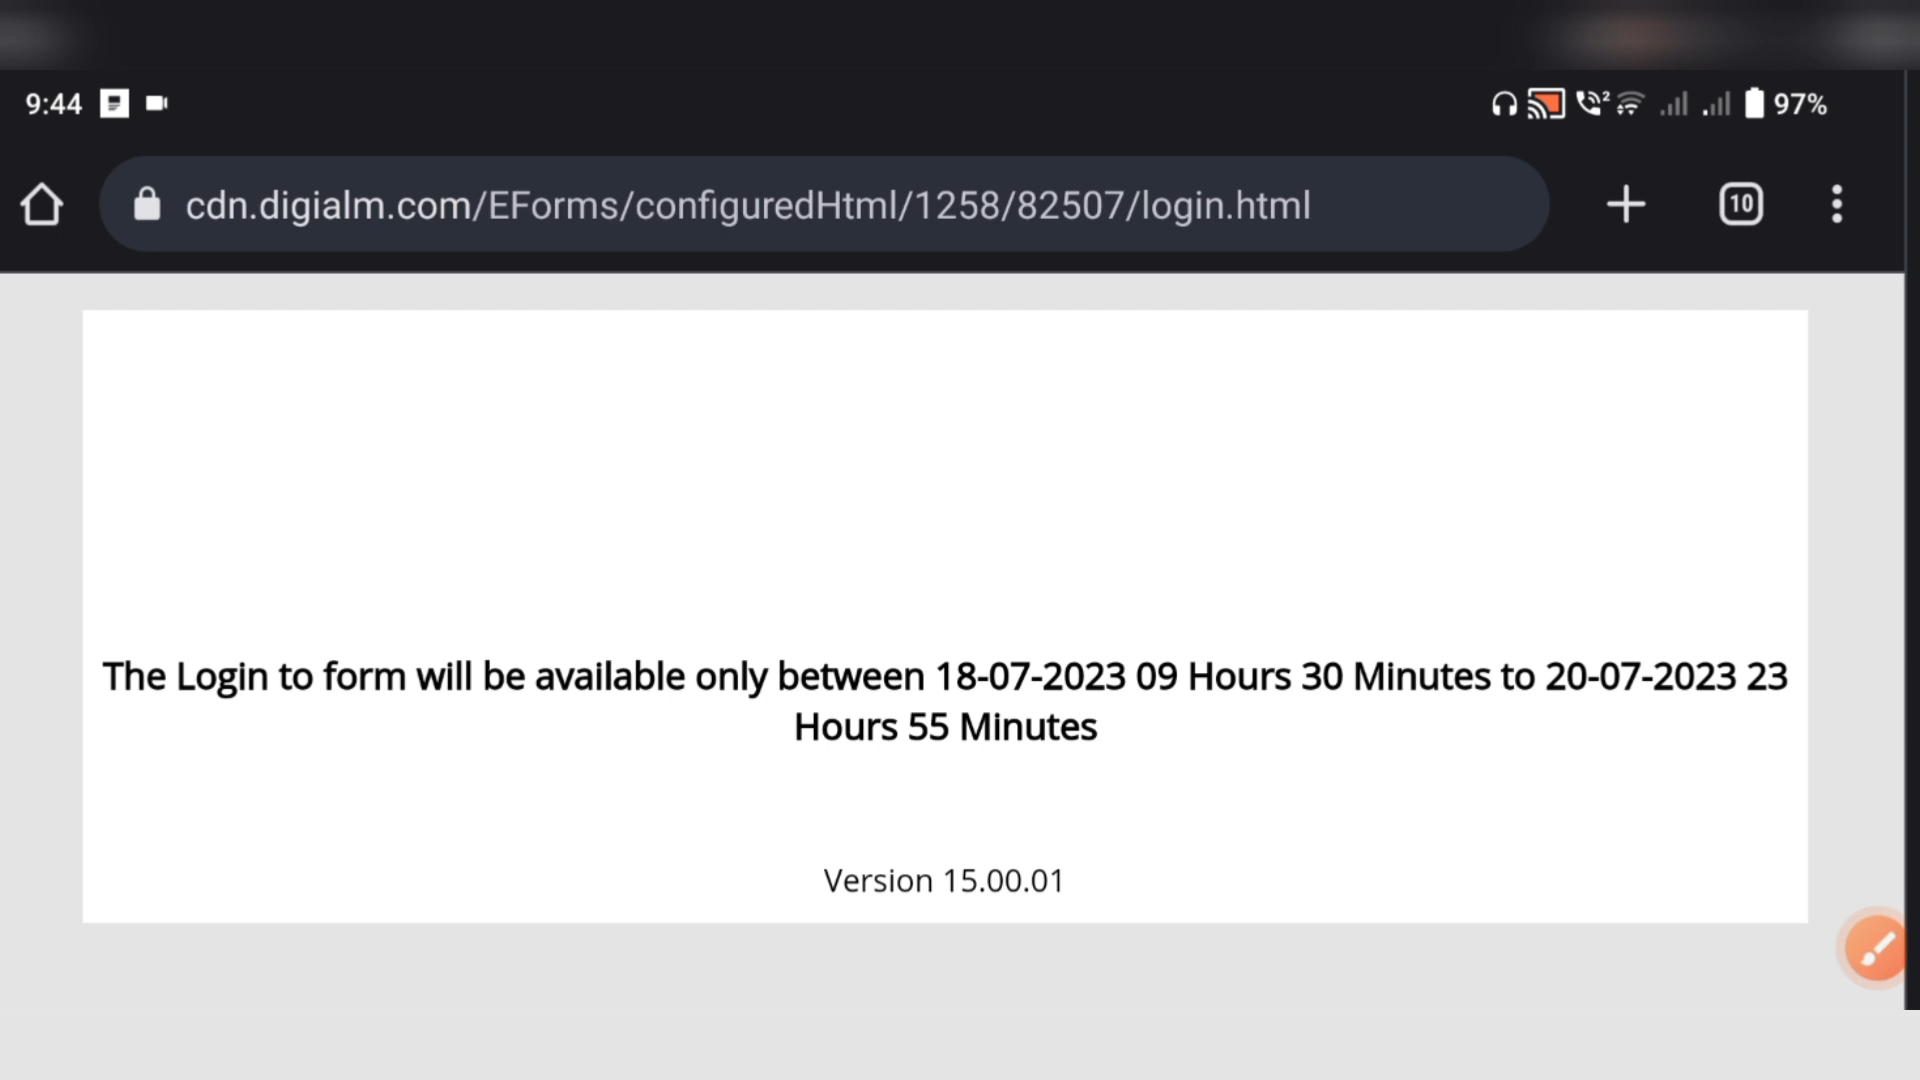 9:44
2
97%
cdn.digialm.com/EForms/configuredHtml/1258/82507/login.html
10
The Login to form will be available only between 18-07-2023 09 Hours 30 Minutes to 20-07-2023 23
Hours 55 Minutes
Version 15.00.01